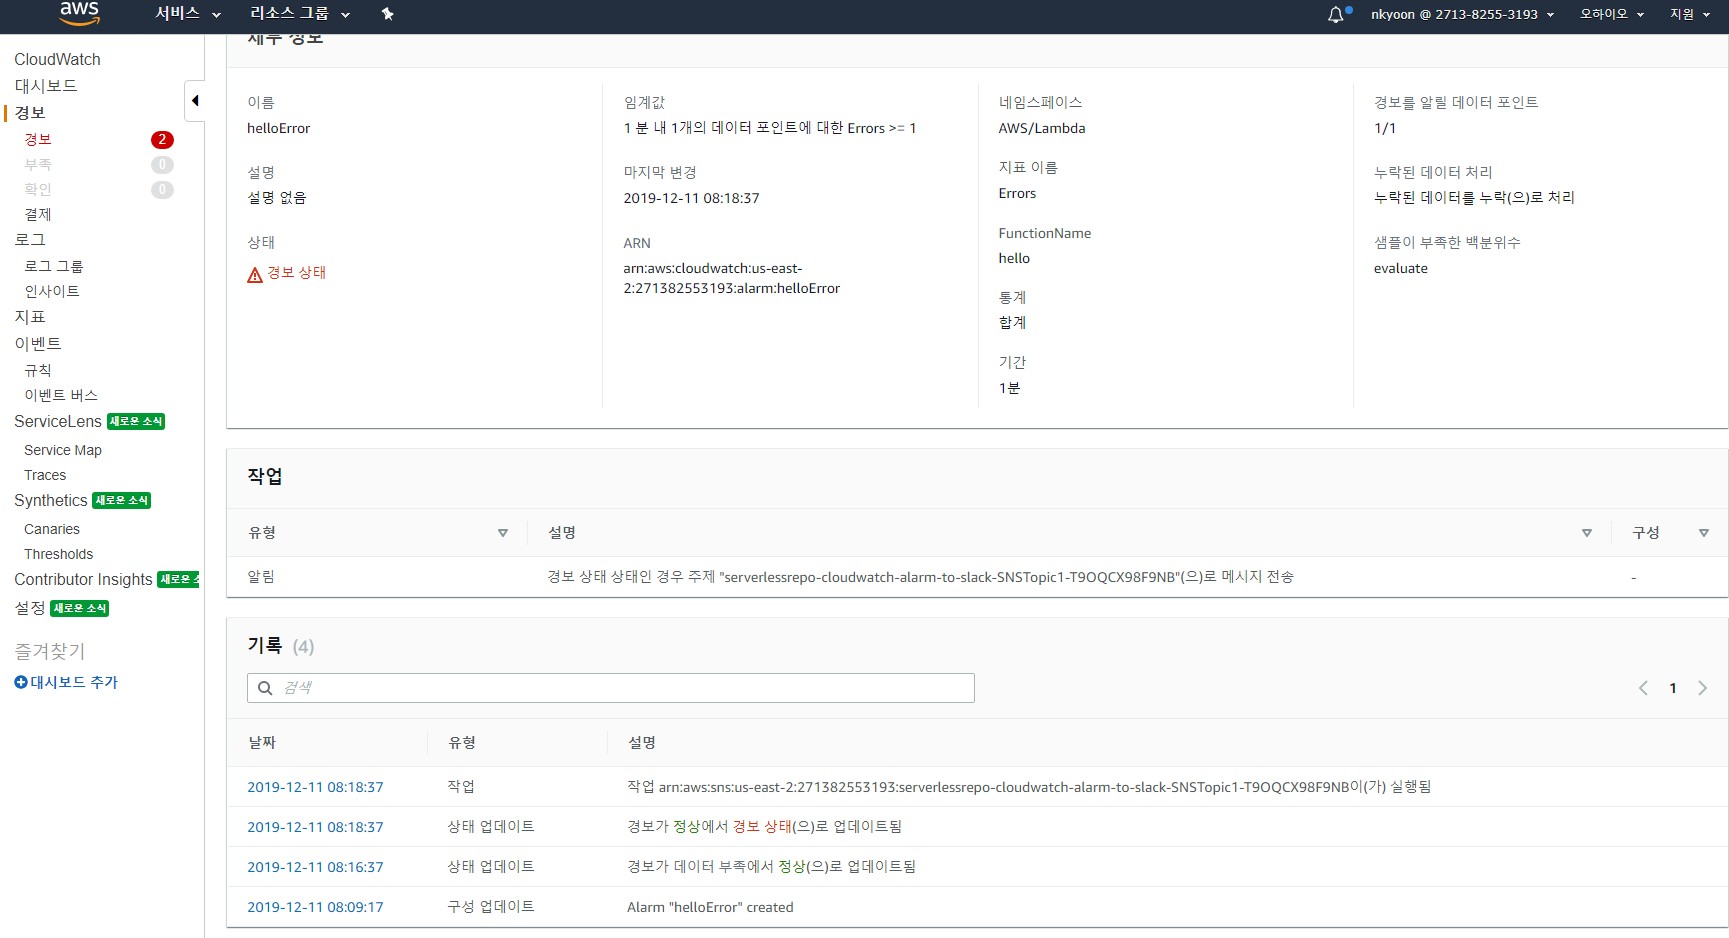 aws
서비스
리소스 그룹
nkyoon @ 2713-8255-3193
오하이오
지원
CloudWatch
대시보드
경보
경보 2
부족 0
확인 0
결제
로그
로그 그룹
인사이트
지표
이벤트
규칙
이벤트 버스
ServiceLens 새로운 소식
Service Map
Traces
Synthetics 새로운 소식
Canaries
Thresholds
Contributor Insights 새로운
설정 새로운 소식
즐겨찾기
대시보드 추가
세부 정보
이름
helloError
설명
설명 없음
상태
경보 상태
임계값
1 분 내 1개의 데이터 포인트에 대한 Errors >= 1
마지막 변경
2019-12-11 08:18:37
ARN
arn:aws:cloudwatch:us-east-
2:271382553193:alarm:helloError
네임스페이스
AWS/Lambda
지표 이름
Errors
FunctionName
hello
통계
합계
기간
1분
경보를 알릴 데이터 포인트
1/1
누락된 데이터 처리
누락된 데이터를 누락(으)로 처리
샘플이 부족한 백분위수
evaluate
작업
유형 설명 구성
알림 경보 상태 상태인 경우 주제 "serverlessrepo-cloudwatch-alarm-to-slack-SNSTopic1-T9OQCX98F9NB"(으)로 메시지 전송 -
기록 (4)
검색
1
날짜 유형 설명
2019-12-11 08:18:37 작업 작업 arn:aws:sns:us-east-2:271382553193:serverlessrepo-cloudwatch-alarm-to-slack-SNSTopic1-T9OQCX98F9NB이(가) 실행됨
2019-12-11 08:18:37 상태 업데이트 경보가 정상에서 경보 상태(으)로 업데이트됨
2019-12-11 08:16:37 상태 업데이트 경보가 데이터 부족에서 정상(으)로 업데이트됨
2019-12-11 08:09:17 구성 업데이트 Alarm "helloError" created